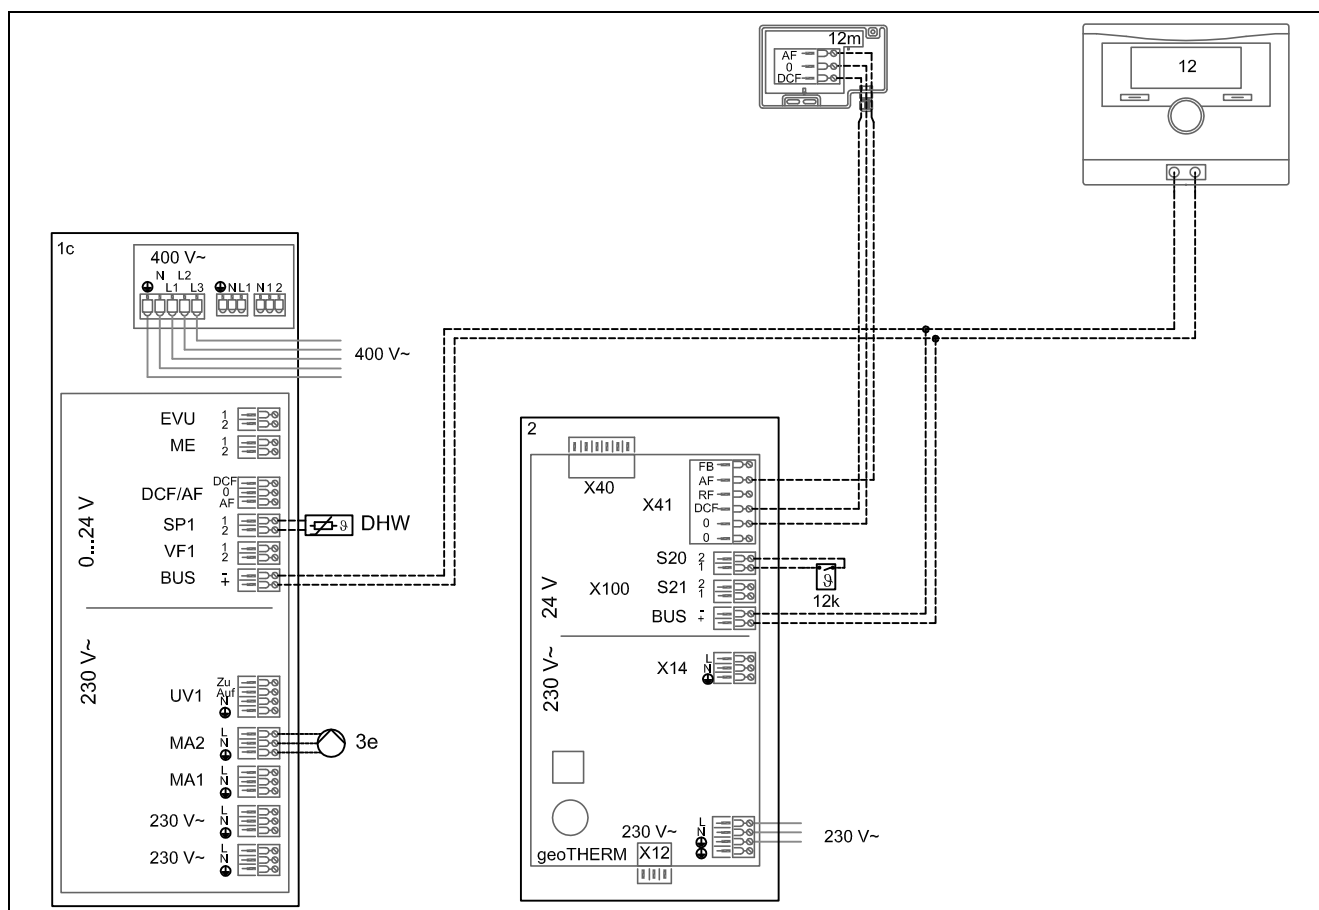 12m
AF
0
DCF
12
1c
400 V~
N L2
L1 L3
N L1 N 1 2
400 V~
EVU 1
2
ME 1
2
DCF/AF DCF
0
AF
SP1 1
2
DHW
VF1 1
2
BUS -
+
0...24 V
230 V~
UV1 Zu
Auf
N
MA2 L
N
3e
MA1 L
N
230 V~ L
N
230 V~ L
N
2
X40
X41
FB
AF
RF
DCF
0
0
S20 2
1
12k
X100
S21 2
1
BUS -
+
24 V
230 V~
X14 L
N
230 V~
L
N
230 V~
geoTHERM X12